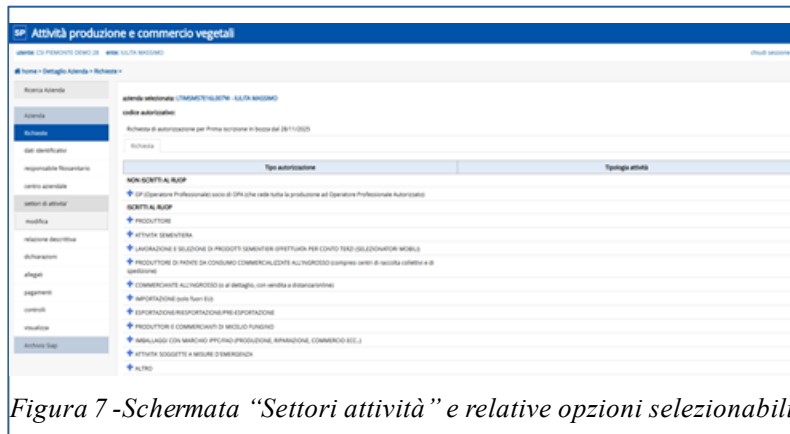 SP Attività produzione e commercio vegetali
utente: CSI PIEMONTE DEMO 28 ente: IULITA MASSIMO
chiudi sessione
home > Dettaglio Azienda > Richieste >
Ricerca Azienda
Azienda
Richieste
dati identificativi
responsabile fitosanitario
centro aziendale
settori di attivita'
modifica
relazione descrittiva
dichiarazioni
allegati
pagamenti
controlli
visualizza
Archivio Siap
azienda selezionata: - IULITA MASSIMO
codice autorizzativo:
Richiesta di autorizzazione per Prima iscrizione in bozza dal 28/11/2025
Richiesta
Tipo autorizzazione Tipologia attività
NON ISCRITTI AL RUOP
OP (Operatore Professionale) socio di OPA (che cede tutta la produzione ad Operatore Professionale Autorizzato)
ISCRITTI AL RUOP
PRODUTTORE
ATTIVITÀ SEMENTIERA
LAVORAZIONE E SELEZIONE DI PRODOTTI SEMENTIERI EFFETTUATA PER CONTO TERZI (SELEZIONATORI MOBILI)
PRODUTTORE DI PATATE DA CONSUMO COMMERCIALIZZATE ALL'INGROSSO (compresi centri di raccolta collettivi e di
spedizione)
COMMERCIANTE ALL'INGROSSO (o al dettaglio, con vendita a distanza/online)
IMPORTAZIONE (solo fuori EU)
ESPORTAZIONE/RIESPORTAZIONE/PRE-ESPORTAZIONE
PRODUTTORI E COMMERCIANTI DI MICELIO FUNGINO
IMBALLAGGI CON MARCHIO IPPC/FAO (PRODUZIONE, RIPARAZIONE, COMMERCIO ECC..)
ATTIVITÀ SOGGETTE A MISURE D'EMERGENZA
ALTRO
Figura 7 -Schermata “Settori attività” e relative opzioni selezionabili